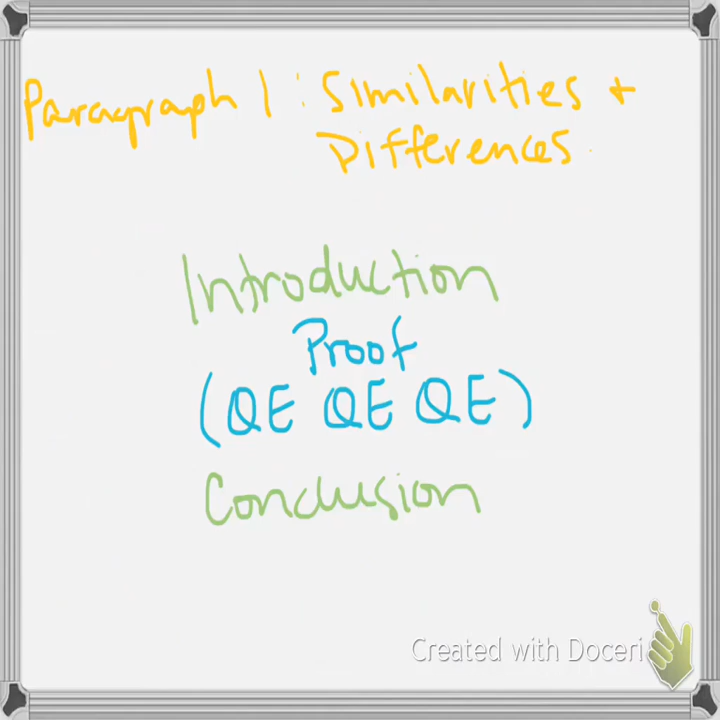 Paragraph 1: Similarities +
Differences
Introduction
Proof
(QE QE QE)
Conclusion
Created with Doceri